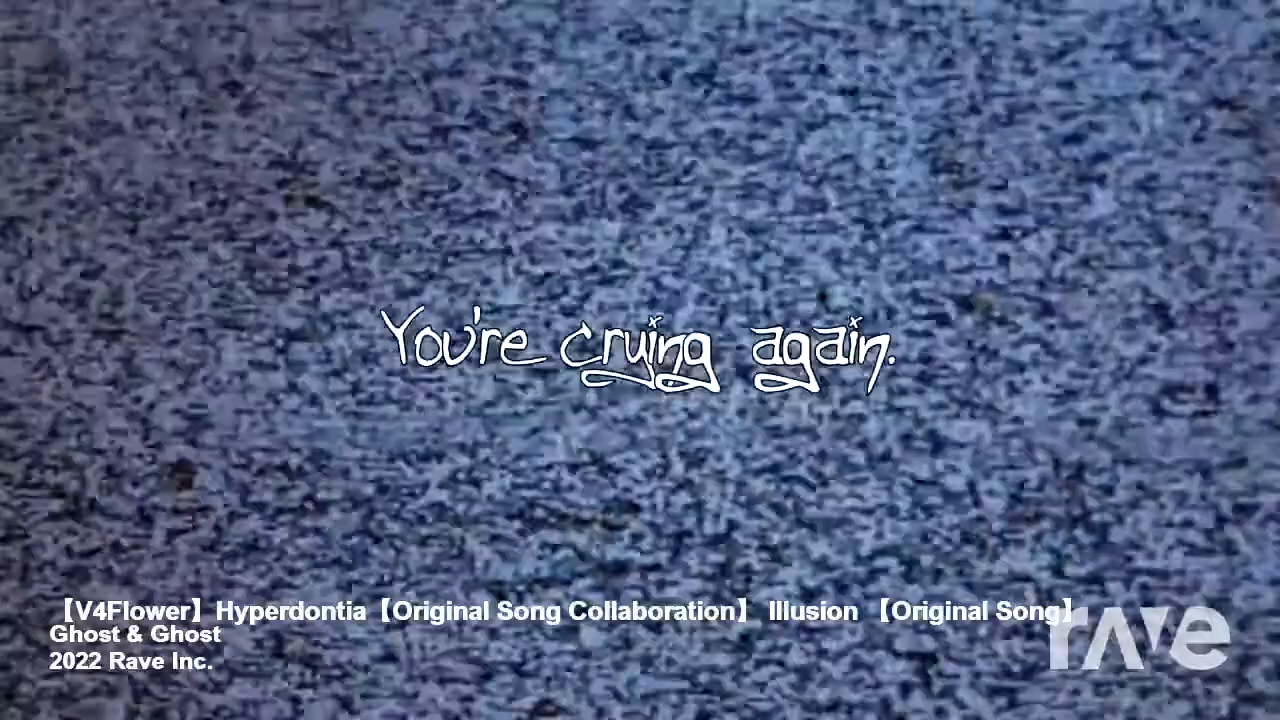 You're crying again.
【V4Flower】Hyperdontia【Original Song Collaboration】 Illusion 【Original Song】
Ghost & Ghost
2022 Rave Inc.
rave